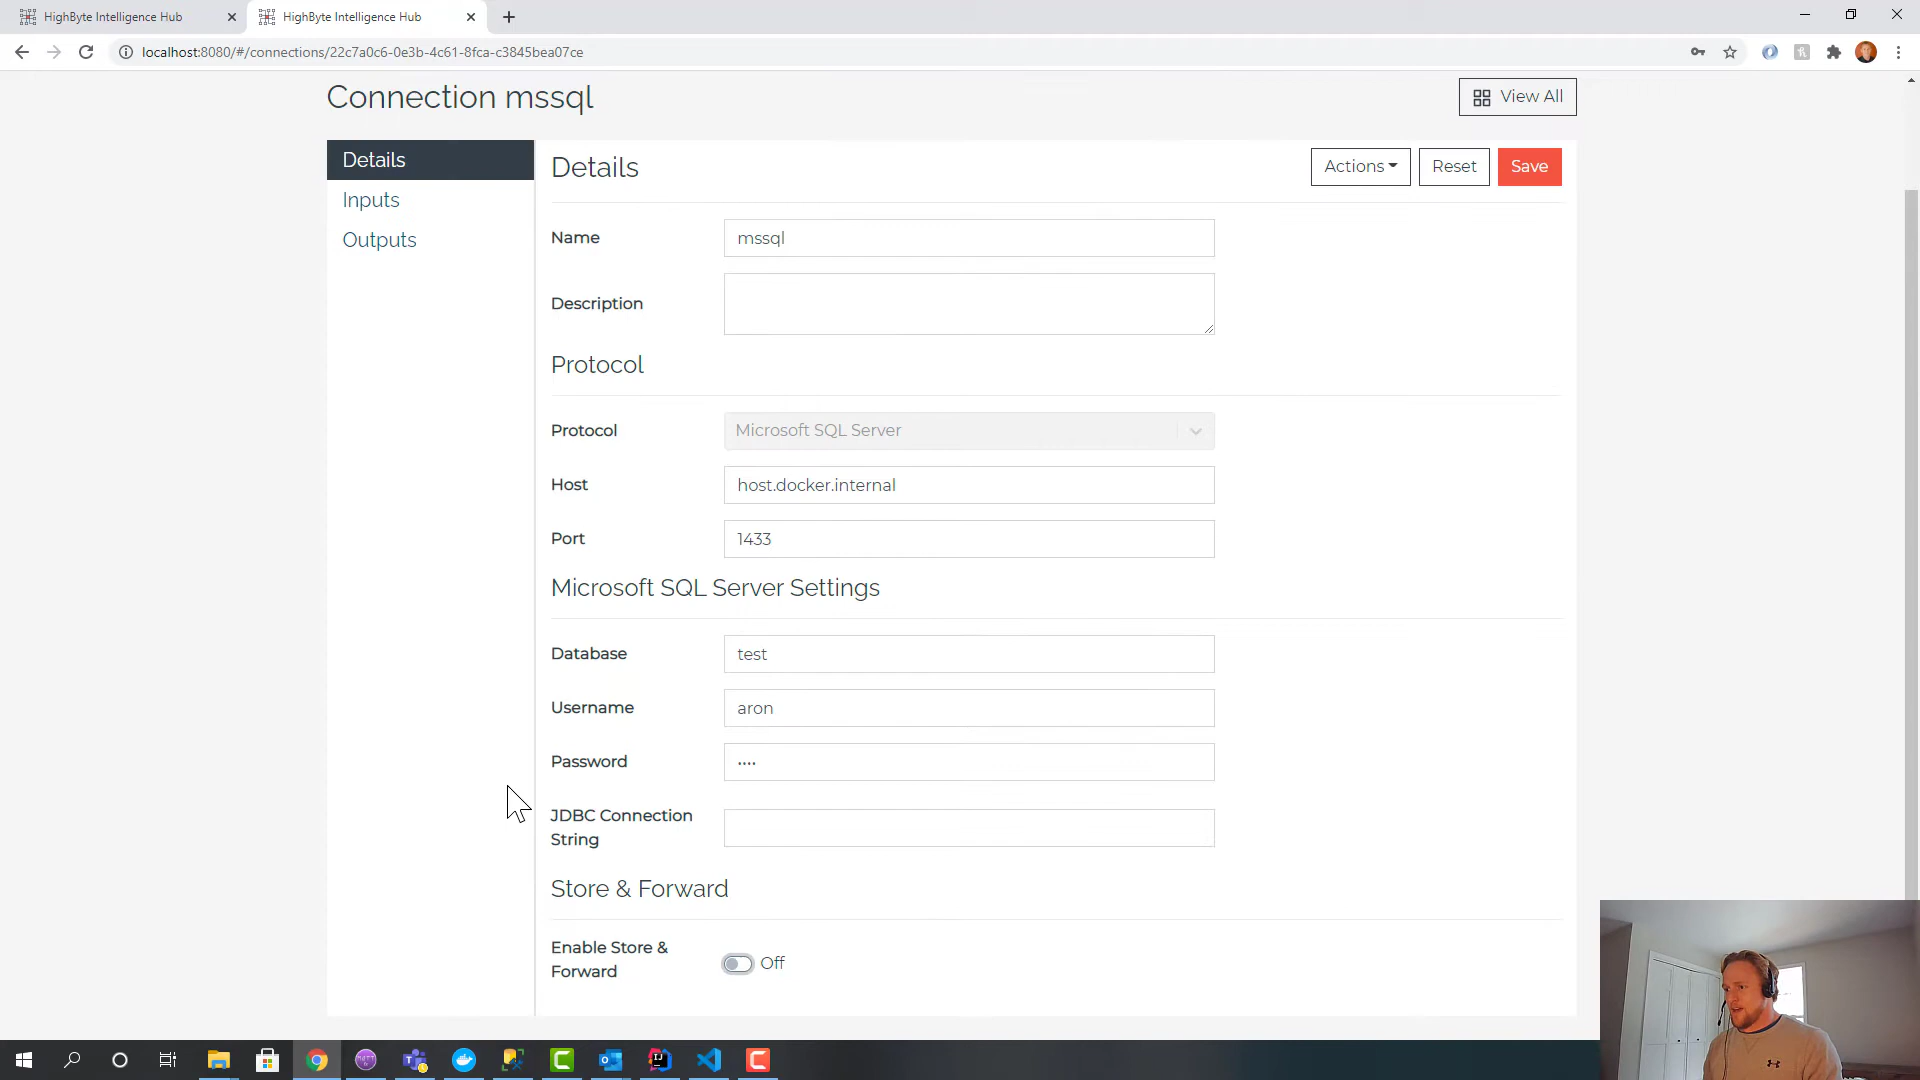 HighByte Intelligence Hub
HighByte Intelligence Hub
localhost:8080/#/connections/22c7a0c6-0e3b-4c61-8fca-c3845bea07ce
Connection mssql
View All
Details
Inputs
Outputs
Details
Actions
Reset
Save
Name
mssql
Description
Protocol
Protocol
Microsoft SQL Server
Host
host.docker.internal
Port
1433
Microsoft SQL Server Settings
Database
test
Username
aron
Password
••••
JDBC Connection
String
Store & Forward
Enable Store &
Forward
Off